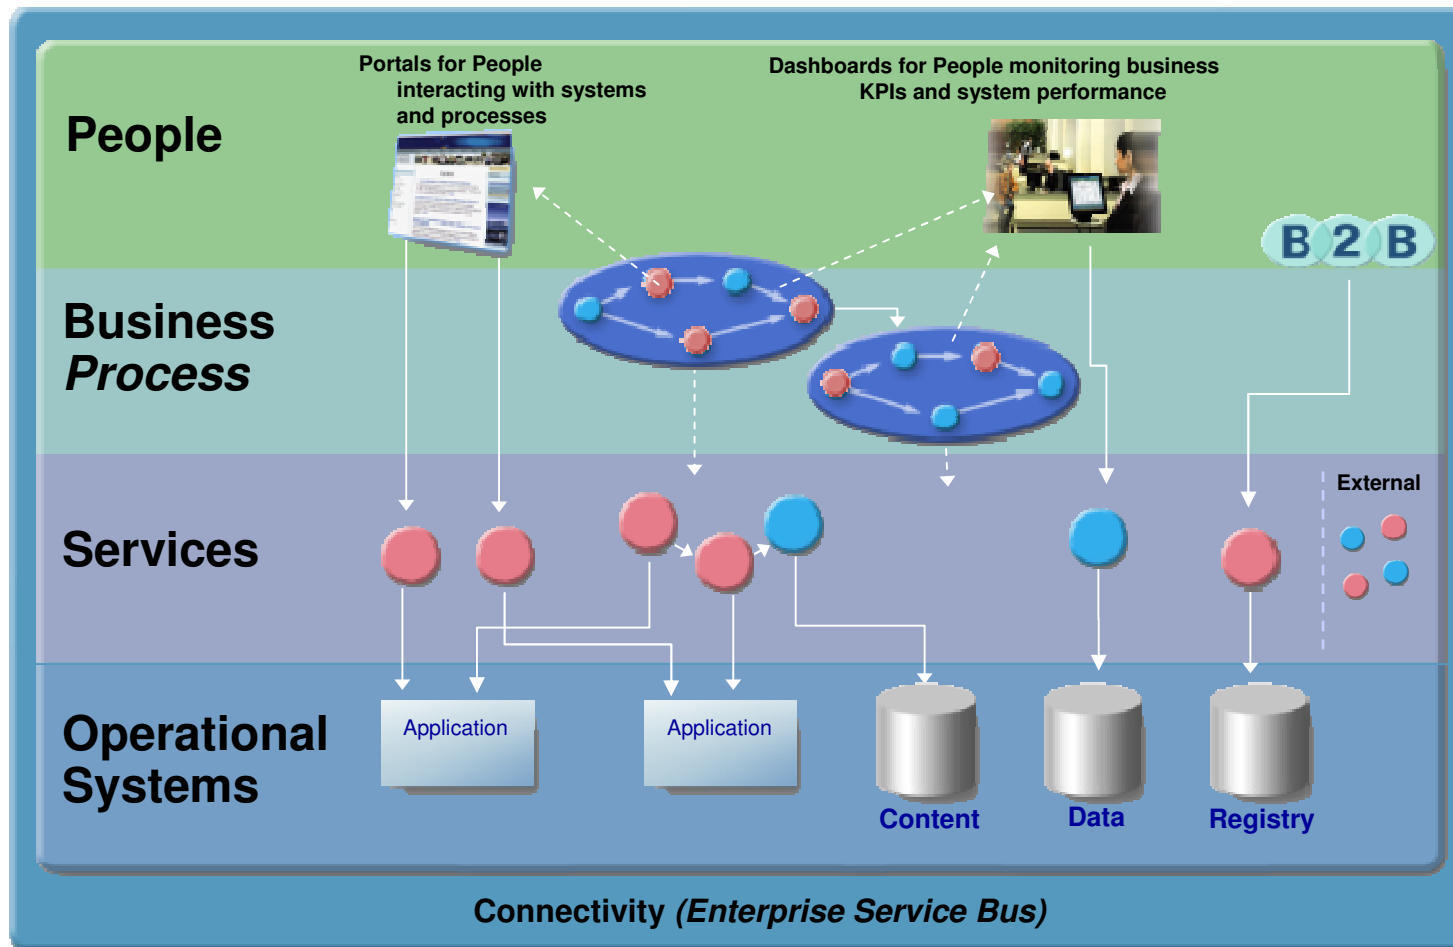 Portals for People
interacting with systems
and processes
Dashboards for People monitoring business
KPIs and system performance
People
B 2 B
Business
Process
External
Services
Operational
Systems
Application
Application
Content
Data
Registry
Connectivity (Enterprise Service Bus)